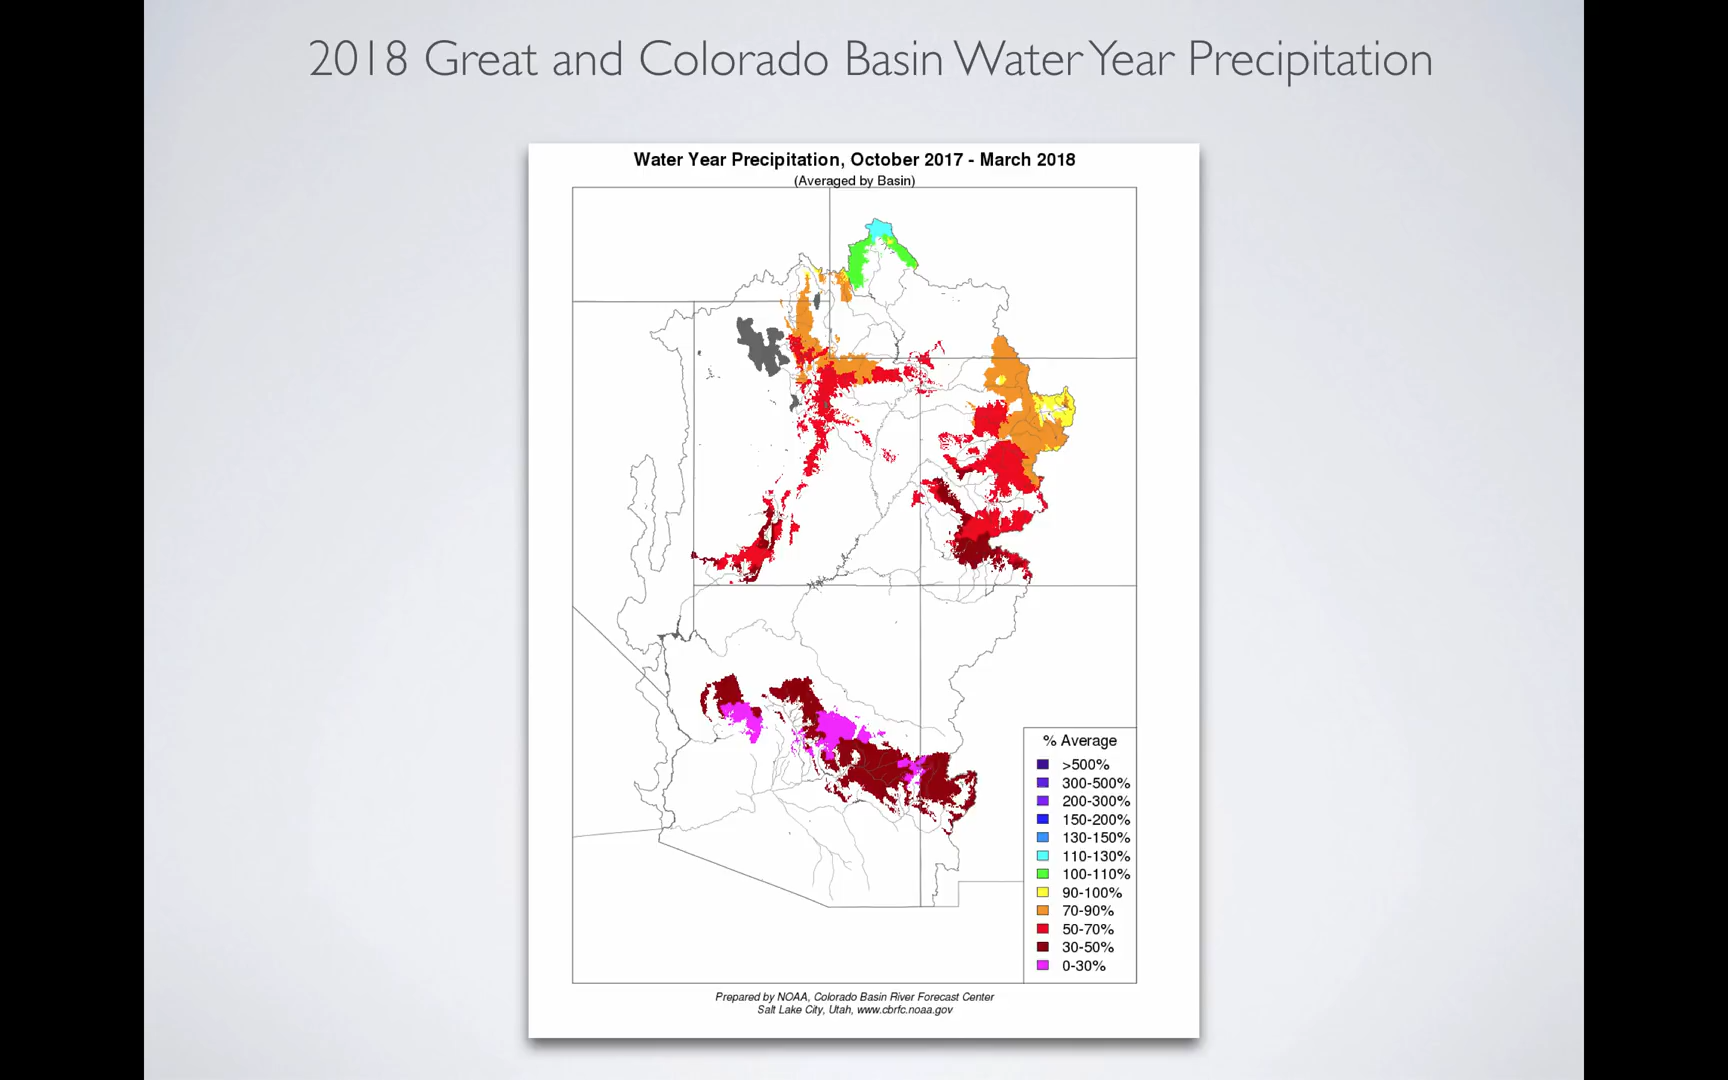 2018 Great and Colorado Basin Water Year Precipitation
Water Year Precipitation, October 2017 - March 2018
(Averaged by Basin)
% Average
>500%
300-500%
200-300%
150-200%
130-150%
110-130%
100-110%
90-100%
70-90%
50-70%
30-50%
0-30%
Prepared by NOAA, Colorado Basin River Forecast Center
Salt Lake City, Utah, www.cbrfc.noaa.gov